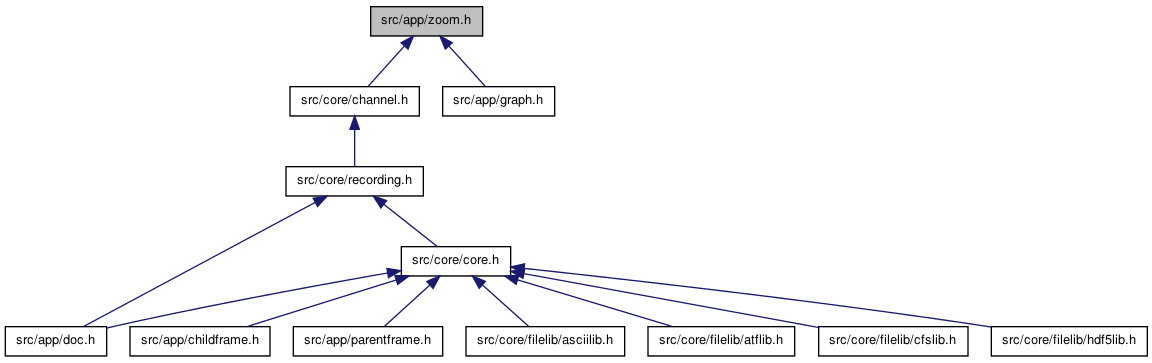 src/app/zoom.h
src/core/channel.h
src/app/graph.h
src/core/recording.h
src/core/core.h
src/app/doc.h
src/app/childframe.h
src/app/parentframe.h
src/core/filelib/asciilib.h
src/core/filelib/atflib.h
src/core/filelib/cfslib.h
src/core/filelib/hdf5lib.h